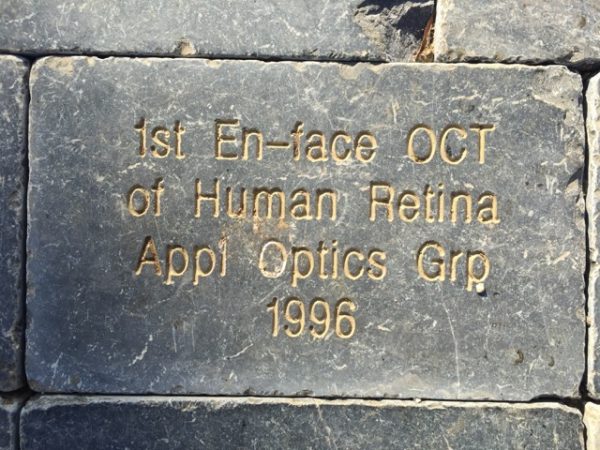 1st En-face OCT
of Human Retina
Appl Optics Grp
1996